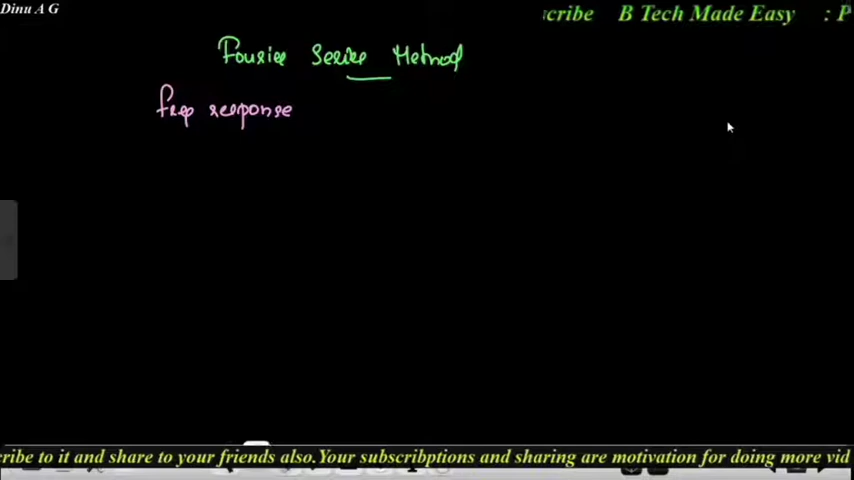 Dinu A G
cribe B Tech Made Easy : P
Fourier Series Method
freq response
ribe to it and share to your friends also.Your subscribptions and sharing are motivation for doing more vid